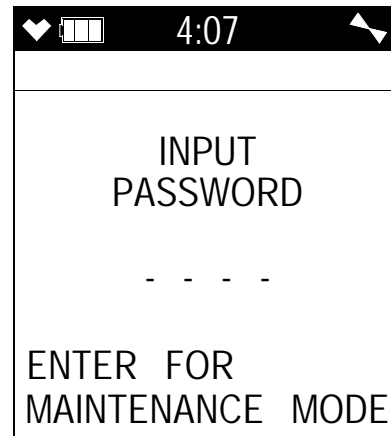 4:07
INPUT
PASSWORD
- - - -
ENTER FOR
MAINTENANCE MODE